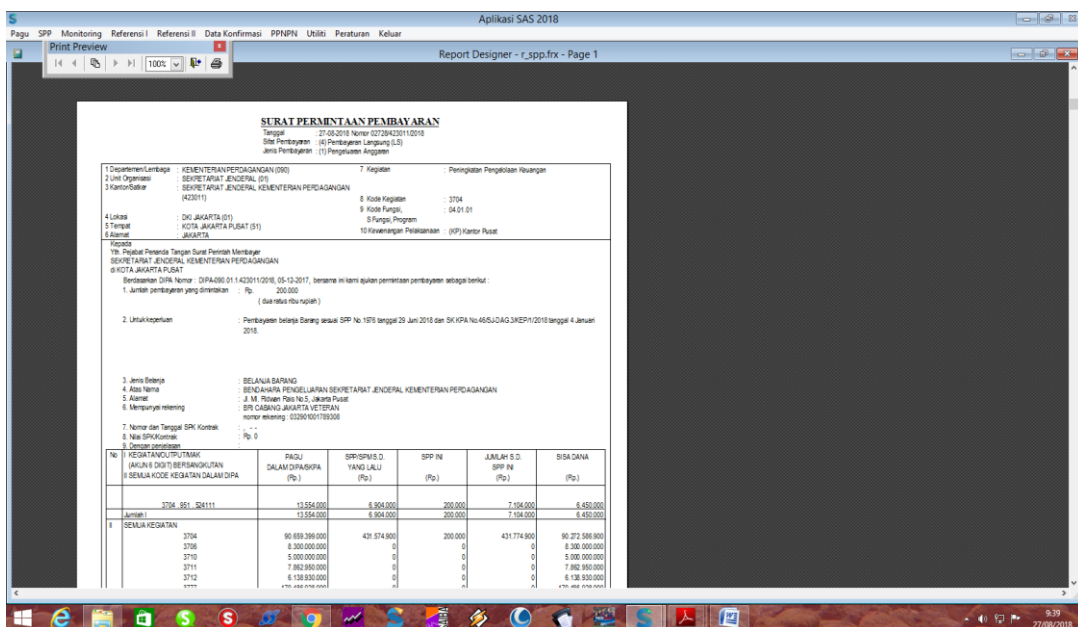 Aplikasi SAS 2018
Pagu SPP Monitoring Referensi I Referensi II Data Konfirmasi PPNPN Utiliti Peraturan Keluar
Print Preview
100%
Report Designer - r_spp.frx - Page 1
SURAT PERMINTAAN PEMBAYARAN
Tanggal : 27-08-2018 Nomor 02728/423011/2018
Sifat Pembayaran : (4) Pembayaran Langsung (LS)
Jenis Pembayaran : (1) Pengeluaran Anggaran
1 Departemen/Lembaga : KEMENTERIAN PERDAGANGAN (090) 7 Kegiatan : Peningkatan Pengelolaan Keuangan
2 Unit Organisasi : SEKRETARIAT JENDERAL (01)
3 Kantor/Satker : SEKRETARIAT JENDERAL KEMENTERIAN PERDAGANGAN
(423011) 8 Kode Kegiatan : 3704
9 Kode Fungsi, : 04.01.01
4 Lokasi : DKI JAKARTA (01) S Fungsi, Program
5 Tempat : KOTA JAKARTA PUSAT (51) 10 Kewenangan Pelaksanaan : (KP) Kantor Pusat
6 Alamat : JAKARTA
Kepada
Yth. Pejabat Penanda Tangan Surat Perintah Membayar
SEKRETARIAT JENDERAL KEMENTERIAN PERDAGANGAN
di KOTA JAKARTA PUSAT
Berdasarkan DIPA Nomor : DIPA-090.01.1.423011/2018, 05-12-2017, bersama ini kami ajukan permintaan pembayaran sebagai berikut :
1. Jumlah pembayaran yang dimintakan : Rp. 200.000
( dua ratus ribu rupiah )
2. Untuk keperluan : Pembayaran belanja Barang sesuai SPP No.1976 tanggal 29 Juni 2018 dan SK KPA No.46/SJ-DAG.3/KEP/1/2018 tanggal 4 Januari
2018.
3. Jenis Belanja : BELANJA BARANG
4. Atas Nama : BENDAHARA PENGELUARAN SEKRETARIAT JENDERAL KEMENTERIAN PERDAGANGAN
5. Alamat : Jl. MI. Ridwan Rais No.5, Jakarta Pusat
6. Mempunyai rekening : BRI CABANG JAKARTA VETERAN
nomor rekening : 032901001789308
7. Nomor dan Tanggal SPK Kontrak : , - -
8. Nilai SPK/Kontrak : Rp. 0
9. Dengan penjelasan :
No I KEGIATAN/OUTPUT/MAK PAGU SPP/SPM S.D. SPP INI JUMLAH S.D. SISA DANA
(AKUN 6 DIGIT) BERSANGKUTAN DALAM DIPA/SKPA YANG LALU SPP INI
II SEMUA KODE KEGIATAN DALAM DIPA (Rp.) (Rp.) (Rp.) (Rp.) (Rp.)
3704 .951 . 524111 13.554.000 6.904.000 200.000 7.104.000 6.450.000
Jumlah I 13.554.000 6.904.000 200.000 7.104.000 6.450.000
II SEMUA KEGIATAN
3704 90.659.399.000 431.574.900 200.000 431.774.900 90.272.586.900
3706 8.300.000.000 0 0 0 8.300.000.000
3710 5.000.000.000 0 0 0 5.000.000.000
3711 7.862.950.000 0 0 0 7.862.950.000
3712 6.138.930.000 0 0 0 6.138.930.000
9:39
27/08/2018